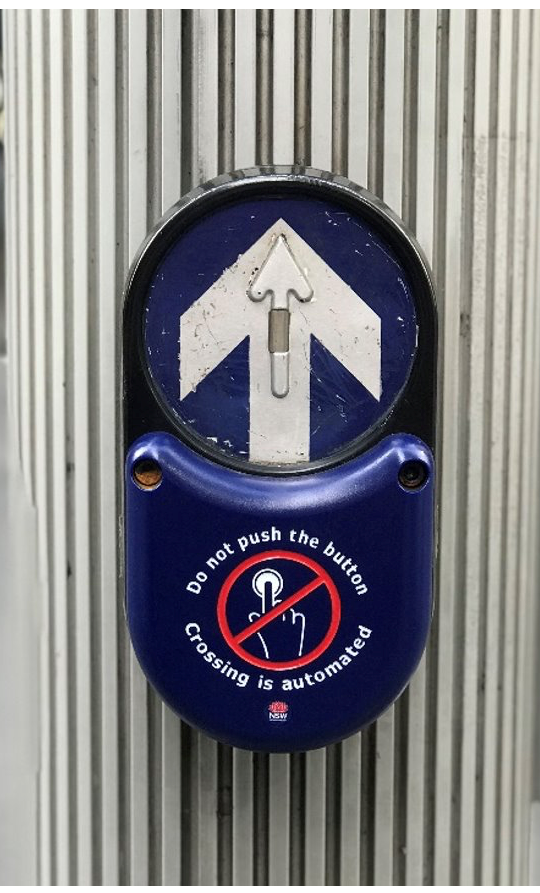 Do not push the button
Crossing is automated
NSW